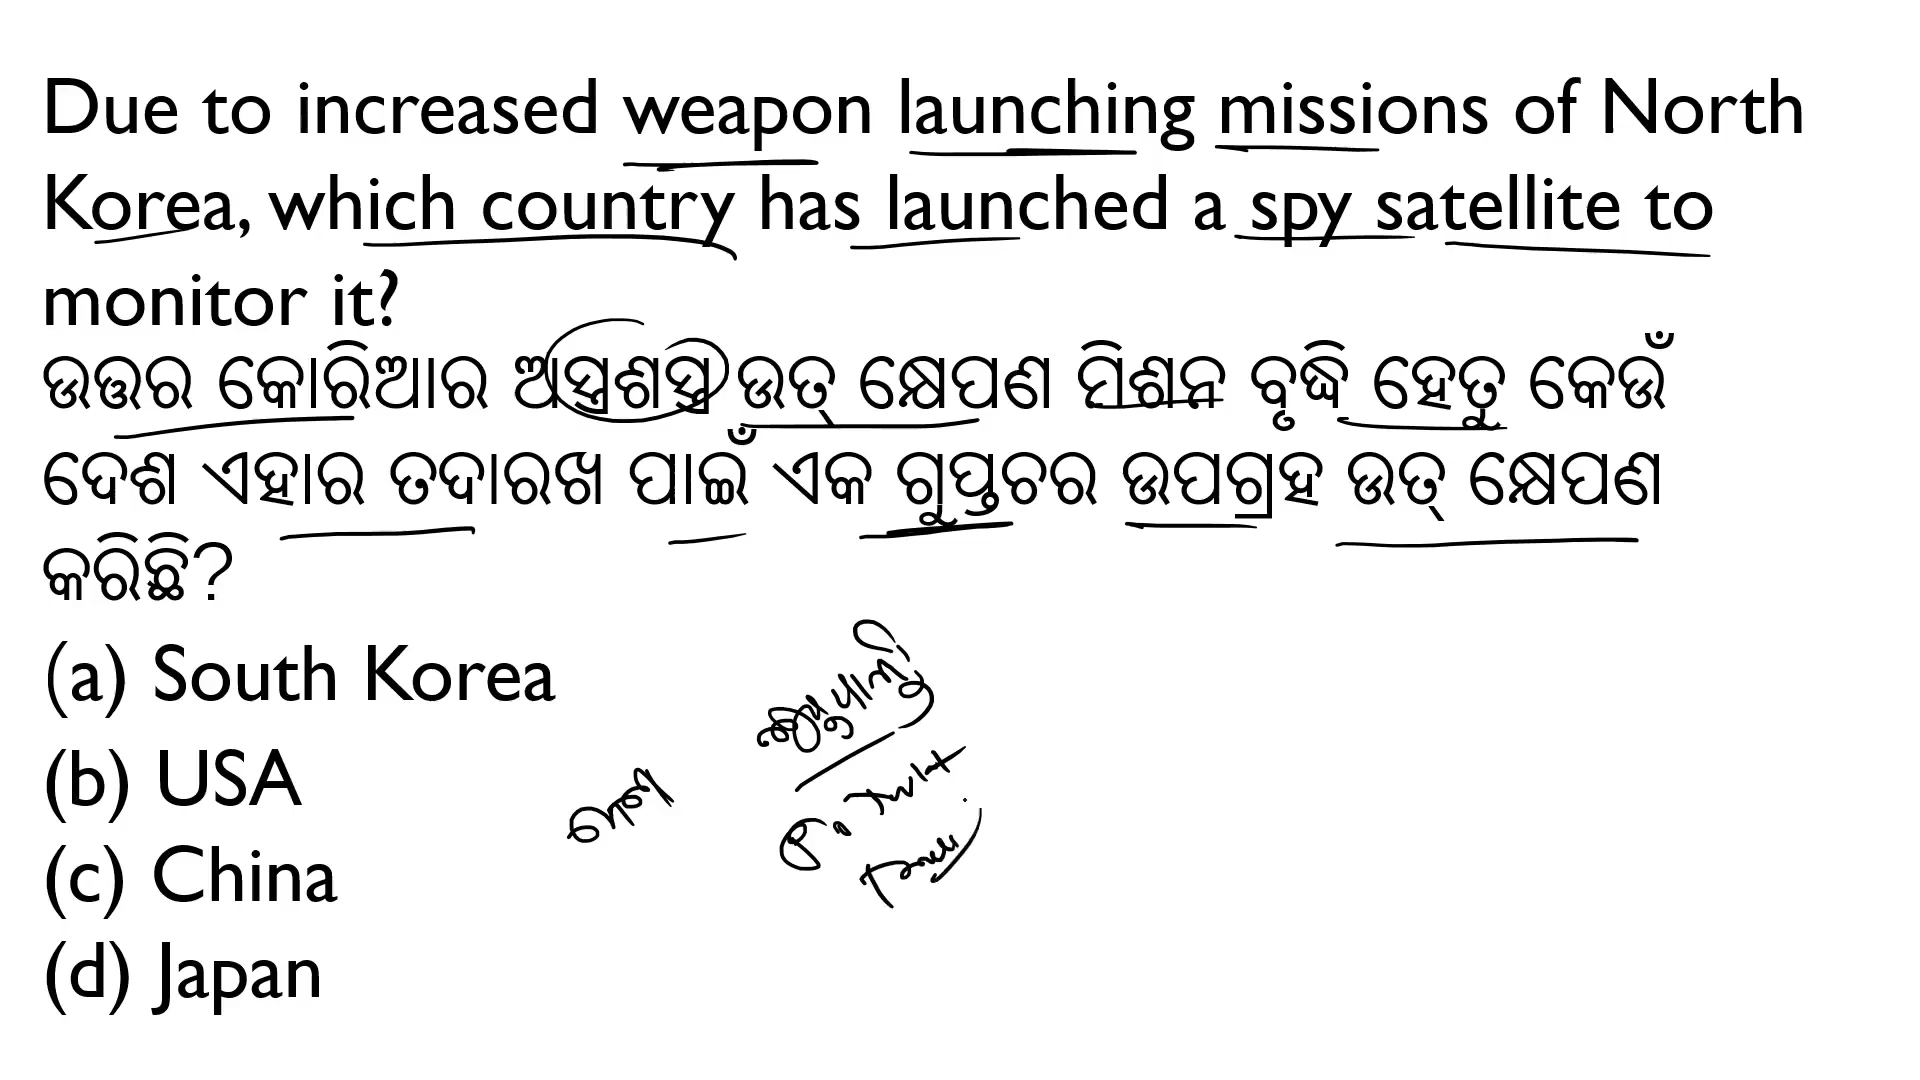 Due to increased weapon launching missions of North
Korea, which country has launched a spy satellite to
monitor it?
ଉତ୍ତର କୋରିଆର ଅସ୍ତ୍ରଶସ୍ତ୍ର ଉତ୍ କ୍ଷେପଣ ମିଶନ ବୃଦ୍ଧି ହେତୁ କେଉଁ
ଦେଶ ଏହାର ତଦାରଖ ପାଇଁ ଏକ ଗୁପ୍ତଚର ଉପଗ୍ରହ ଉତ୍ କ୍ଷେପଣ
କରିଛି?
(a) South Korea
(b) USA
(c) China
(d) Japan